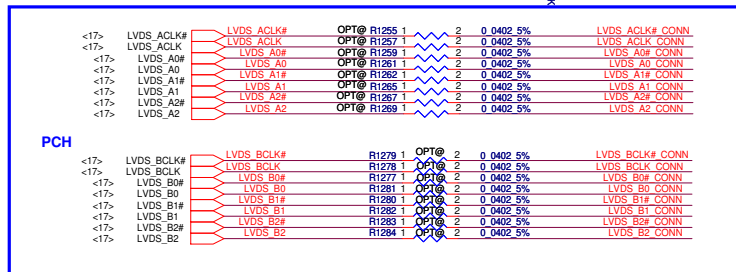 K
<17> LVDS_ACLK# LVDS_ACLK# OPT@ R1255 1 2 0_0402_5% LVDS_ACLK#_CONN
<17> LVDS_ACLK LVDS_ACLK OPT@ R1257 1 2 0_0402_5% LVDS_ACLK_CONN
<17> LVDS_A0# LVDS_A0# OPT@ R1259 1 2 0_0402_5% LVDS_A0#_CONN
<17> LVDS_A0 LVDS_A0 OPT@ R1261 1 2 0_0402_5% LVDS_A0_CONN
<17> LVDS_A1# LVDS_A1# OPT@ R1262 1 2 0_0402_5% LVDS_A1#_CONN
<17> LVDS_A1 LVDS_A1 OPT@ R1265 1 2 0_0402_5% LVDS_A1_CONN
<17> LVDS_A2# LVDS_A2# OPT@ R1267 1 2 0_0402_5% LVDS_A2#_CONN
<17> LVDS_A2 LVDS_A2 OPT@ R1269 1 2 0_0402_5% LVDS_A2_CONN
PCH
<17> LVDS_BCLK# LVDS_BCLK# R1279 1 OPT@ 2 0_0402_5% LVDS_BCLK#_CONN
<17> LVDS_BCLK LVDS_BCLK R1278 1 OPT@ 2 0_0402_5% LVDS_BCLK_CONN
<17> LVDS_B0# LVDS_B0# R1277 1 OPT@ 2 0_0402_5% LVDS_B0#_CONN
<17> LVDS_B0 LVDS_B0 R1281 1 OPT@ 2 0_0402_5% LVDS_B0_CONN
<17> LVDS_B1# LVDS_B1# R1280 1 OPT@ 2 0_0402_5% LVDS_B1#_CONN
<17> LVDS_B1 LVDS_B1 R1282 1 OPT@ 2 0_0402_5% LVDS_B1_CONN
<17> LVDS_B2# LVDS_B2# R1283 1 OPT@ 2 0_0402_5% LVDS_B2#_CONN
<17> LVDS_B2 LVDS_B2 R1284 1 OPT@ 2 0_0402_5% LVDS_B2_CONN